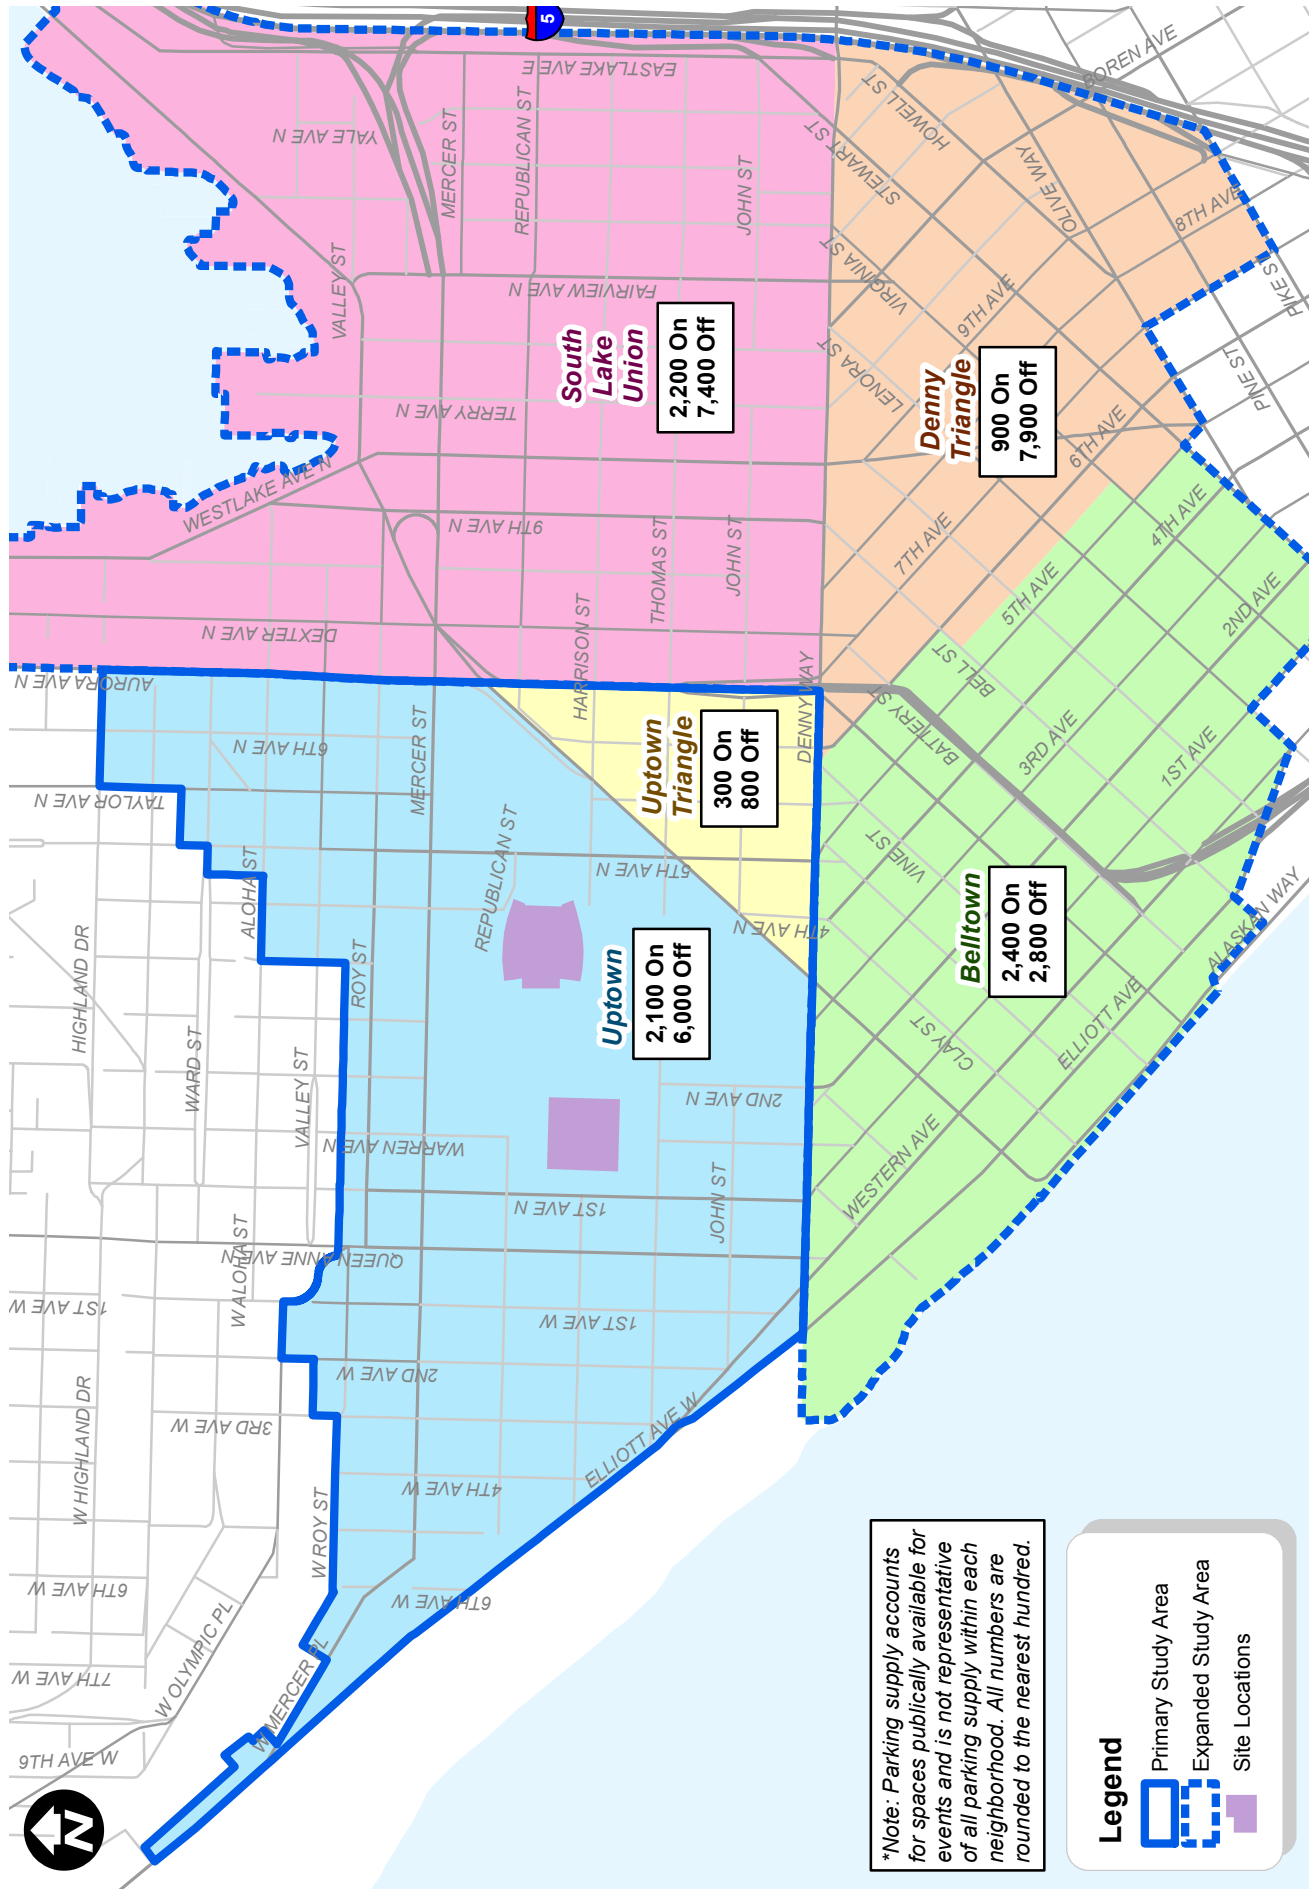 N
9TH AVE W
7TH AVE W
6TH AVE W
W OLYMPIC PL
W MERCER PL
W ROY ST
6TH AVE W
W HIGHLAND DR
3RD AVE W
4TH AVE W
2ND AVE W
1ST AVE W
1ST AVE W
W ALOHA ST
QUEEN ANNE AVE N
ELLIOTT AVE W
HIGHLAND DR
WARD ST
VALLEY ST
WARREN AVE N
1ST AVE N
JOHN ST
2ND AVE N
ROY ST
ALOHA ST
TAYLOR AVE N
AURORA AVE N
6TH AVE N
MERCER ST
REPUBLICAN ST
5TH AVE N
4TH AVE N
Uptown
2,100 On
6,000 Off
Uptown
Triangle
300 On
800 Off
HARRISON ST
DENNY WAY
DEXTER AVE N
WESTLAKE AVE N
9TH AVE N
THOMAS ST
JOHN ST
TERRY AVE N
VALLEY ST
FAIRVIEW AVE N
South
Lake
Union
2,200 On
7,400 Off
YALE AVE N
MERCER ST
REPUBLICAN ST
JOHN ST
EASTLAKE AVE E
5
BOREN AVE
HOWELL ST
STEWART ST
OLIVE WAY
8TH AVE
VIRGINIA ST
9TH AVE
LENORA ST
PIKE ST
PINE ST
Denny
Triangle
900 On
7,900 Off
6TH AVE
7TH AVE
5TH AVE
4TH AVE
2ND AVE
BELL ST
BATTERY ST
3RD AVE
1ST AVE
VINE ST
Belltown
2,400 On
2,800 Off
ALASKAN WAY
CLAY ST
ELLIOTT AVE
WESTERN AVE
*Note: Parking supply accounts
for spaces publically available for
events and is not representative
of all parking supply within each
neighborhood. All numbers are
rounded to the nearest hundred.
Legend
Primary Study Area
Expanded Study Area
Site Locations